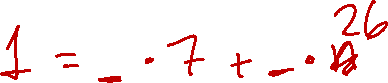 1 = _ · 7 + _ · 26